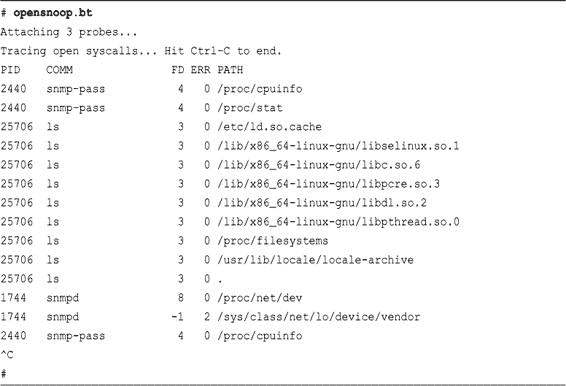 # opensnoop.bt
Attaching 3 probes...
Tracing open syscalls... Hit Ctrl-C to end.
PID    COMM               FD ERR PATH
2440   snmp-pass           4   0 /proc/cpuinfo
2440   snmp-pass           4   0 /proc/stat
25706  ls                  3   0 /etc/ld.so.cache
25706  ls                  3   0 /lib/x86_64-linux-gnu/libselinux.so.1
25706  ls                  3   0 /lib/x86_64-linux-gnu/libc.so.6
25706  ls                  3   0 /lib/x86_64-linux-gnu/libpcre.so.3
25706  ls                  3   0 /lib/x86_64-linux-gnu/libdl.so.2
25706  ls                  3   0 /lib/x86_64-linux-gnu/libpthread.so.0
25706  ls                  3   0 /proc/filesystems
25706  ls                  3   0 /usr/lib/locale/locale-archive
25706  ls                  3   0 .
1744   snmpd               8   0 /proc/net/dev
1744   snmpd              -1   2 /sys/class/net/lo/device/vendor
2440   snmp-pass           4   0 /proc/cpuinfo
^C
#